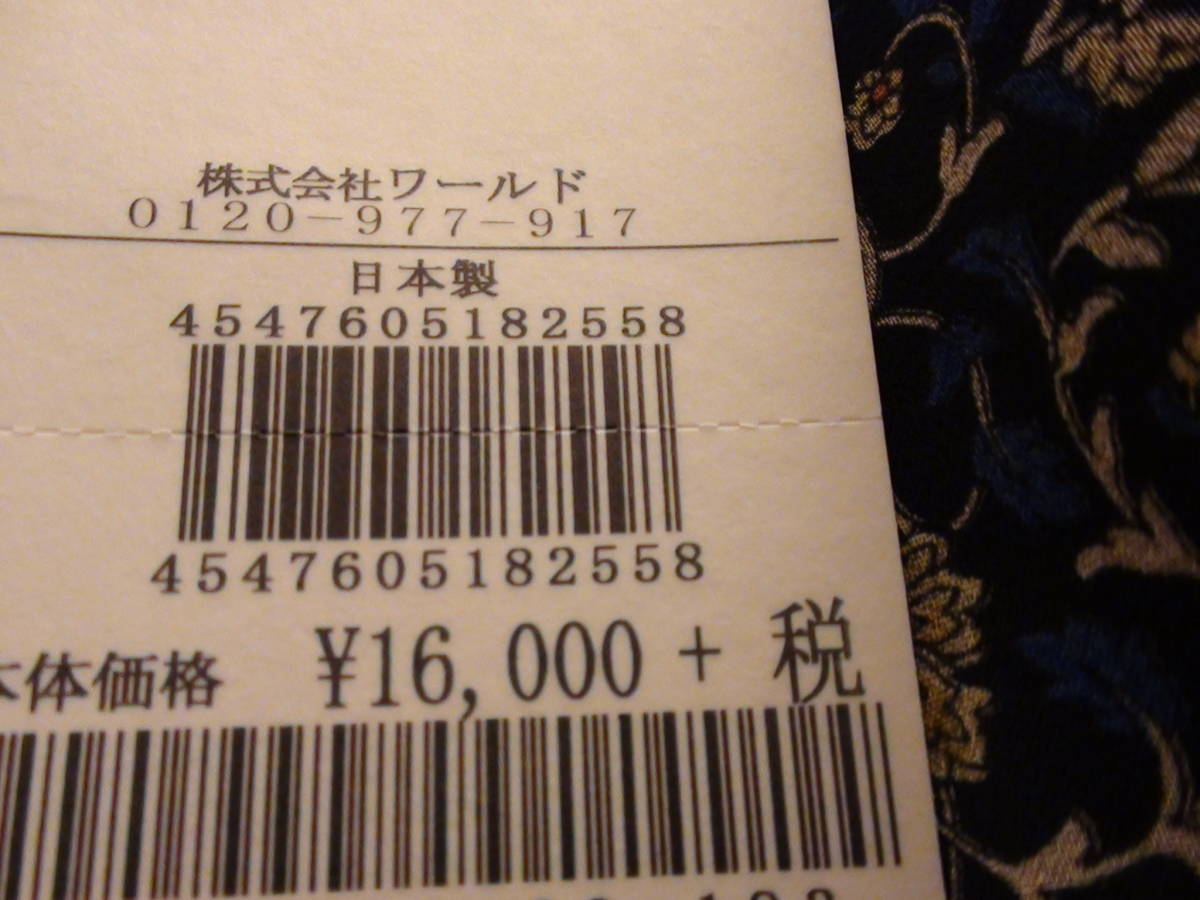 株式会社ワールド
0120-977-917
日本製
4547605182558
4547605182558
本体価格 ¥16,000 + 税